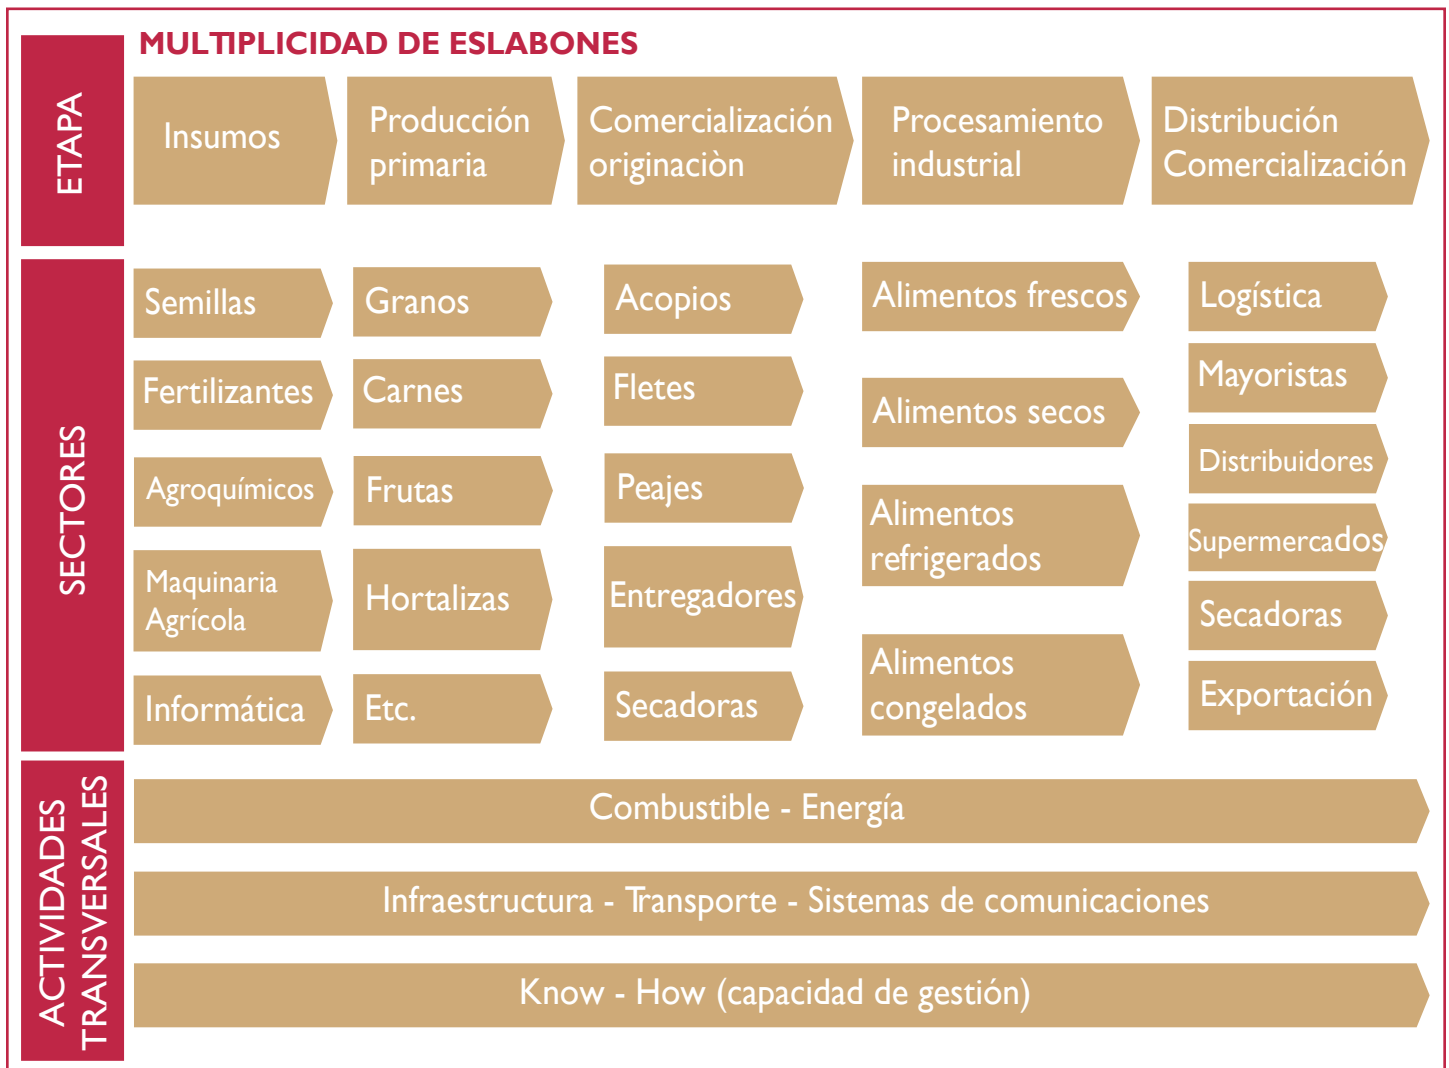 MULTIPLICIDAD DE ESLABONES
ETAPA
Insumos
Producción
primaria
Comercialización
originaciòn
Procesamiento
industrial
Distribución
Comercialización
SECTORES
Semillas
Fertilizantes
Agroquímicos
Maquinaria
Agrícola
Informática
Granos
Carnes
Frutas
Hortalizas
Etc.
Acopios
Fletes
Peajes
Entregadores
Secadoras
Alimentos frescos
Alimentos secos
Alimentos
refrigerados
Alimentos
congelados
Logística
Mayoristas
Distribuidores
Supermercados
Secadoras
Exportación
ACTIVIDADES
TRANSVERSALES
Combustible - Energía
Infraestructura - Transporte - Sistemas de comunicaciones
Know - How (capacidad de gestión)